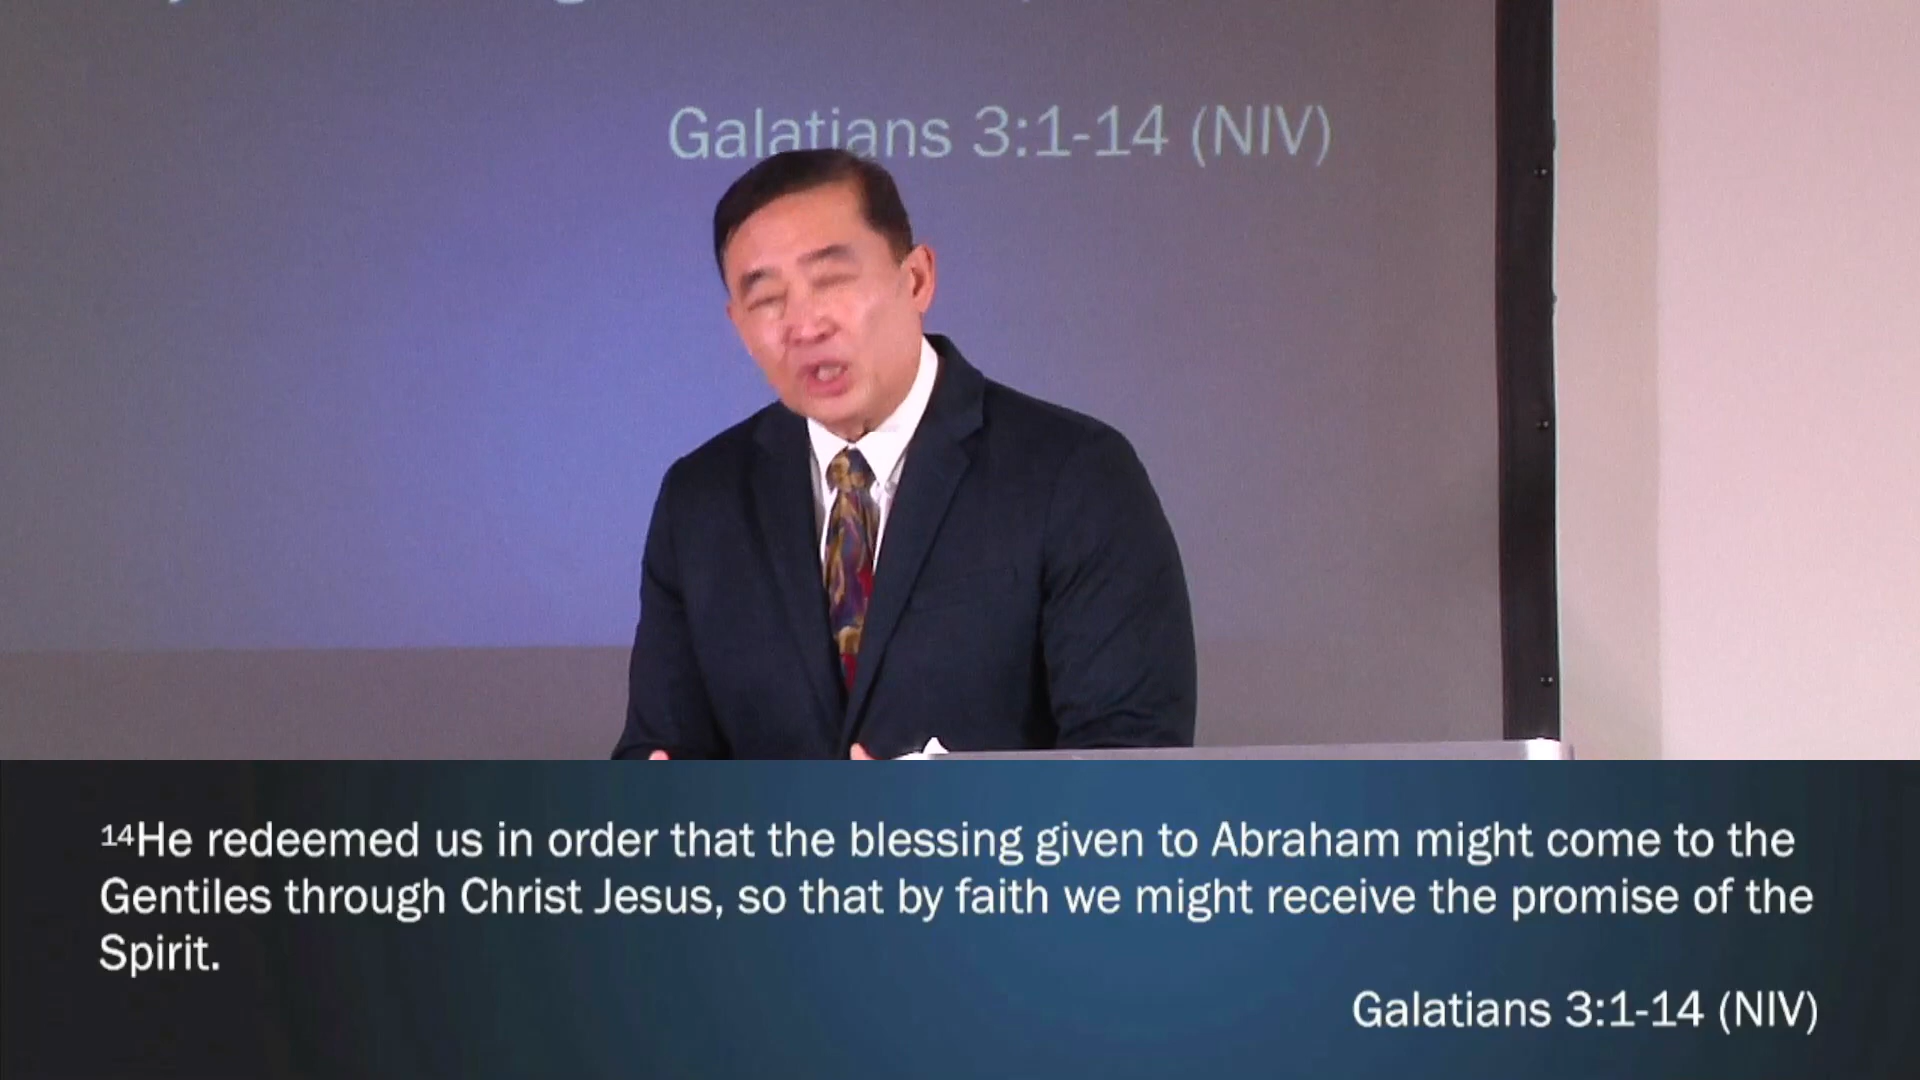 Galatians 3:1-14 (NIV)
¹⁴He redeemed us in order that the blessing given to Abraham might come to the
Gentiles through Christ Jesus, so that by faith we might receive the promise of the
Spirit.
Galatians 3:1-14 (NIV)